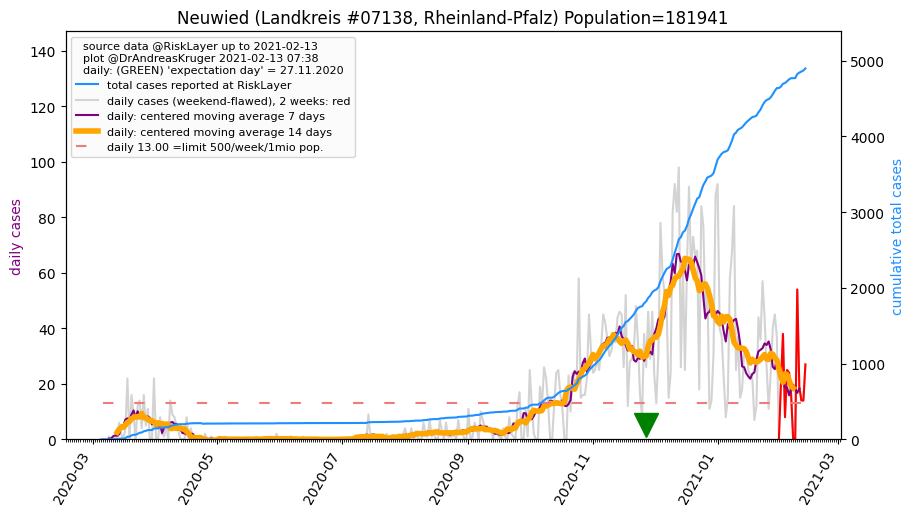 Neuwied (Landkreis #07138, Rheinland-Pfalz) Population=181941
source data @RiskLayer up to 2021-02-13
plot @DrAndreasKruger 2021-02-13 07:38
daily: (GREEN) 'expectation day' = 27.11.2020
total cases reported at RiskLayer
daily cases (weekend-flawed), 2 weeks: red
daily: centered moving average 7 days
daily: centered moving average 14 days
daily 13.00 =limit 500/week/1mio pop.
daily cases
140
120
100
80
60
40
20
0
cumulative total cases
5000
4000
3000
2000
1000
0
2020-03
2020-05
2020-07
2020-09
2020-11
2021-01
2021-03